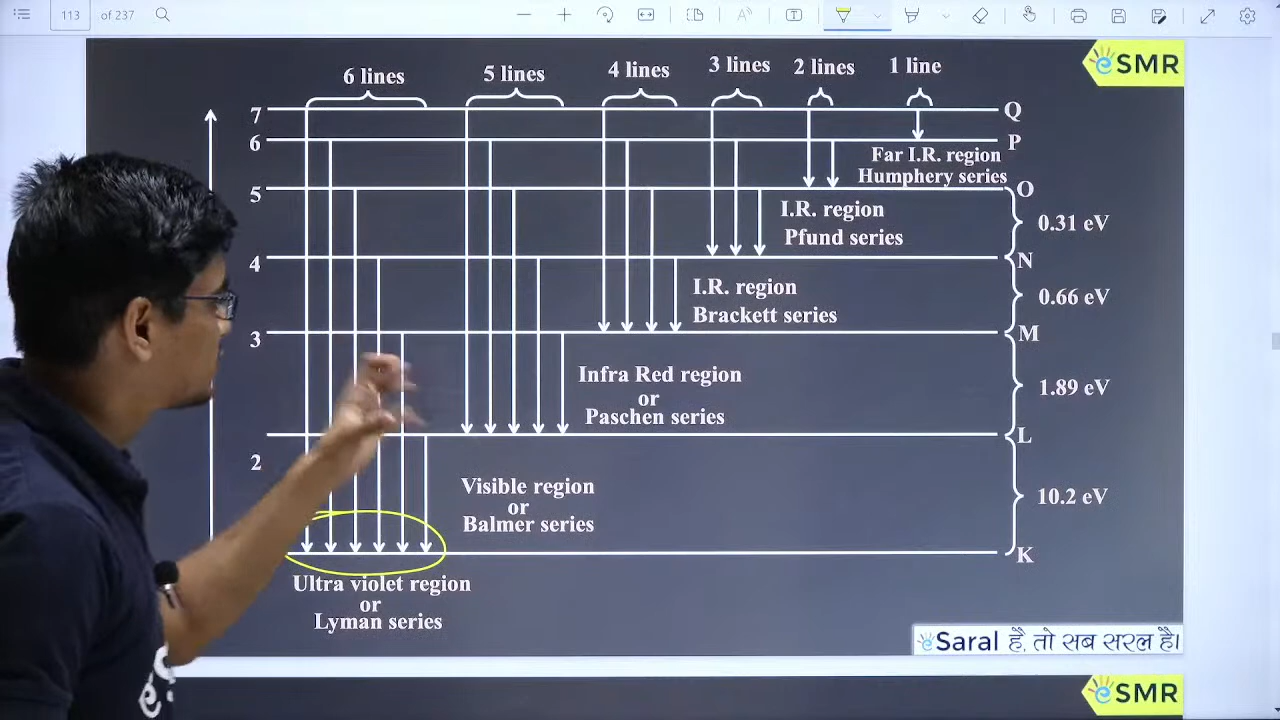 113 of 237
eSMR
6 lines
5 lines
4 lines
3 lines
2 lines
1 line
7
Q
6
P
Far I.R. region
Humphery series
5
O
I.R. region
Pfund series
0.31 eV
4
N
I.R. region
Brackett series
0.66 eV
3
M
Infra Red region
or
Paschen series
1.89 eV
L
2
Visible region
or
Balmer series
10.2 eV
K
Ultra violet region
or
Lyman series
eSaral है, तो सब सरल है।
eSMR